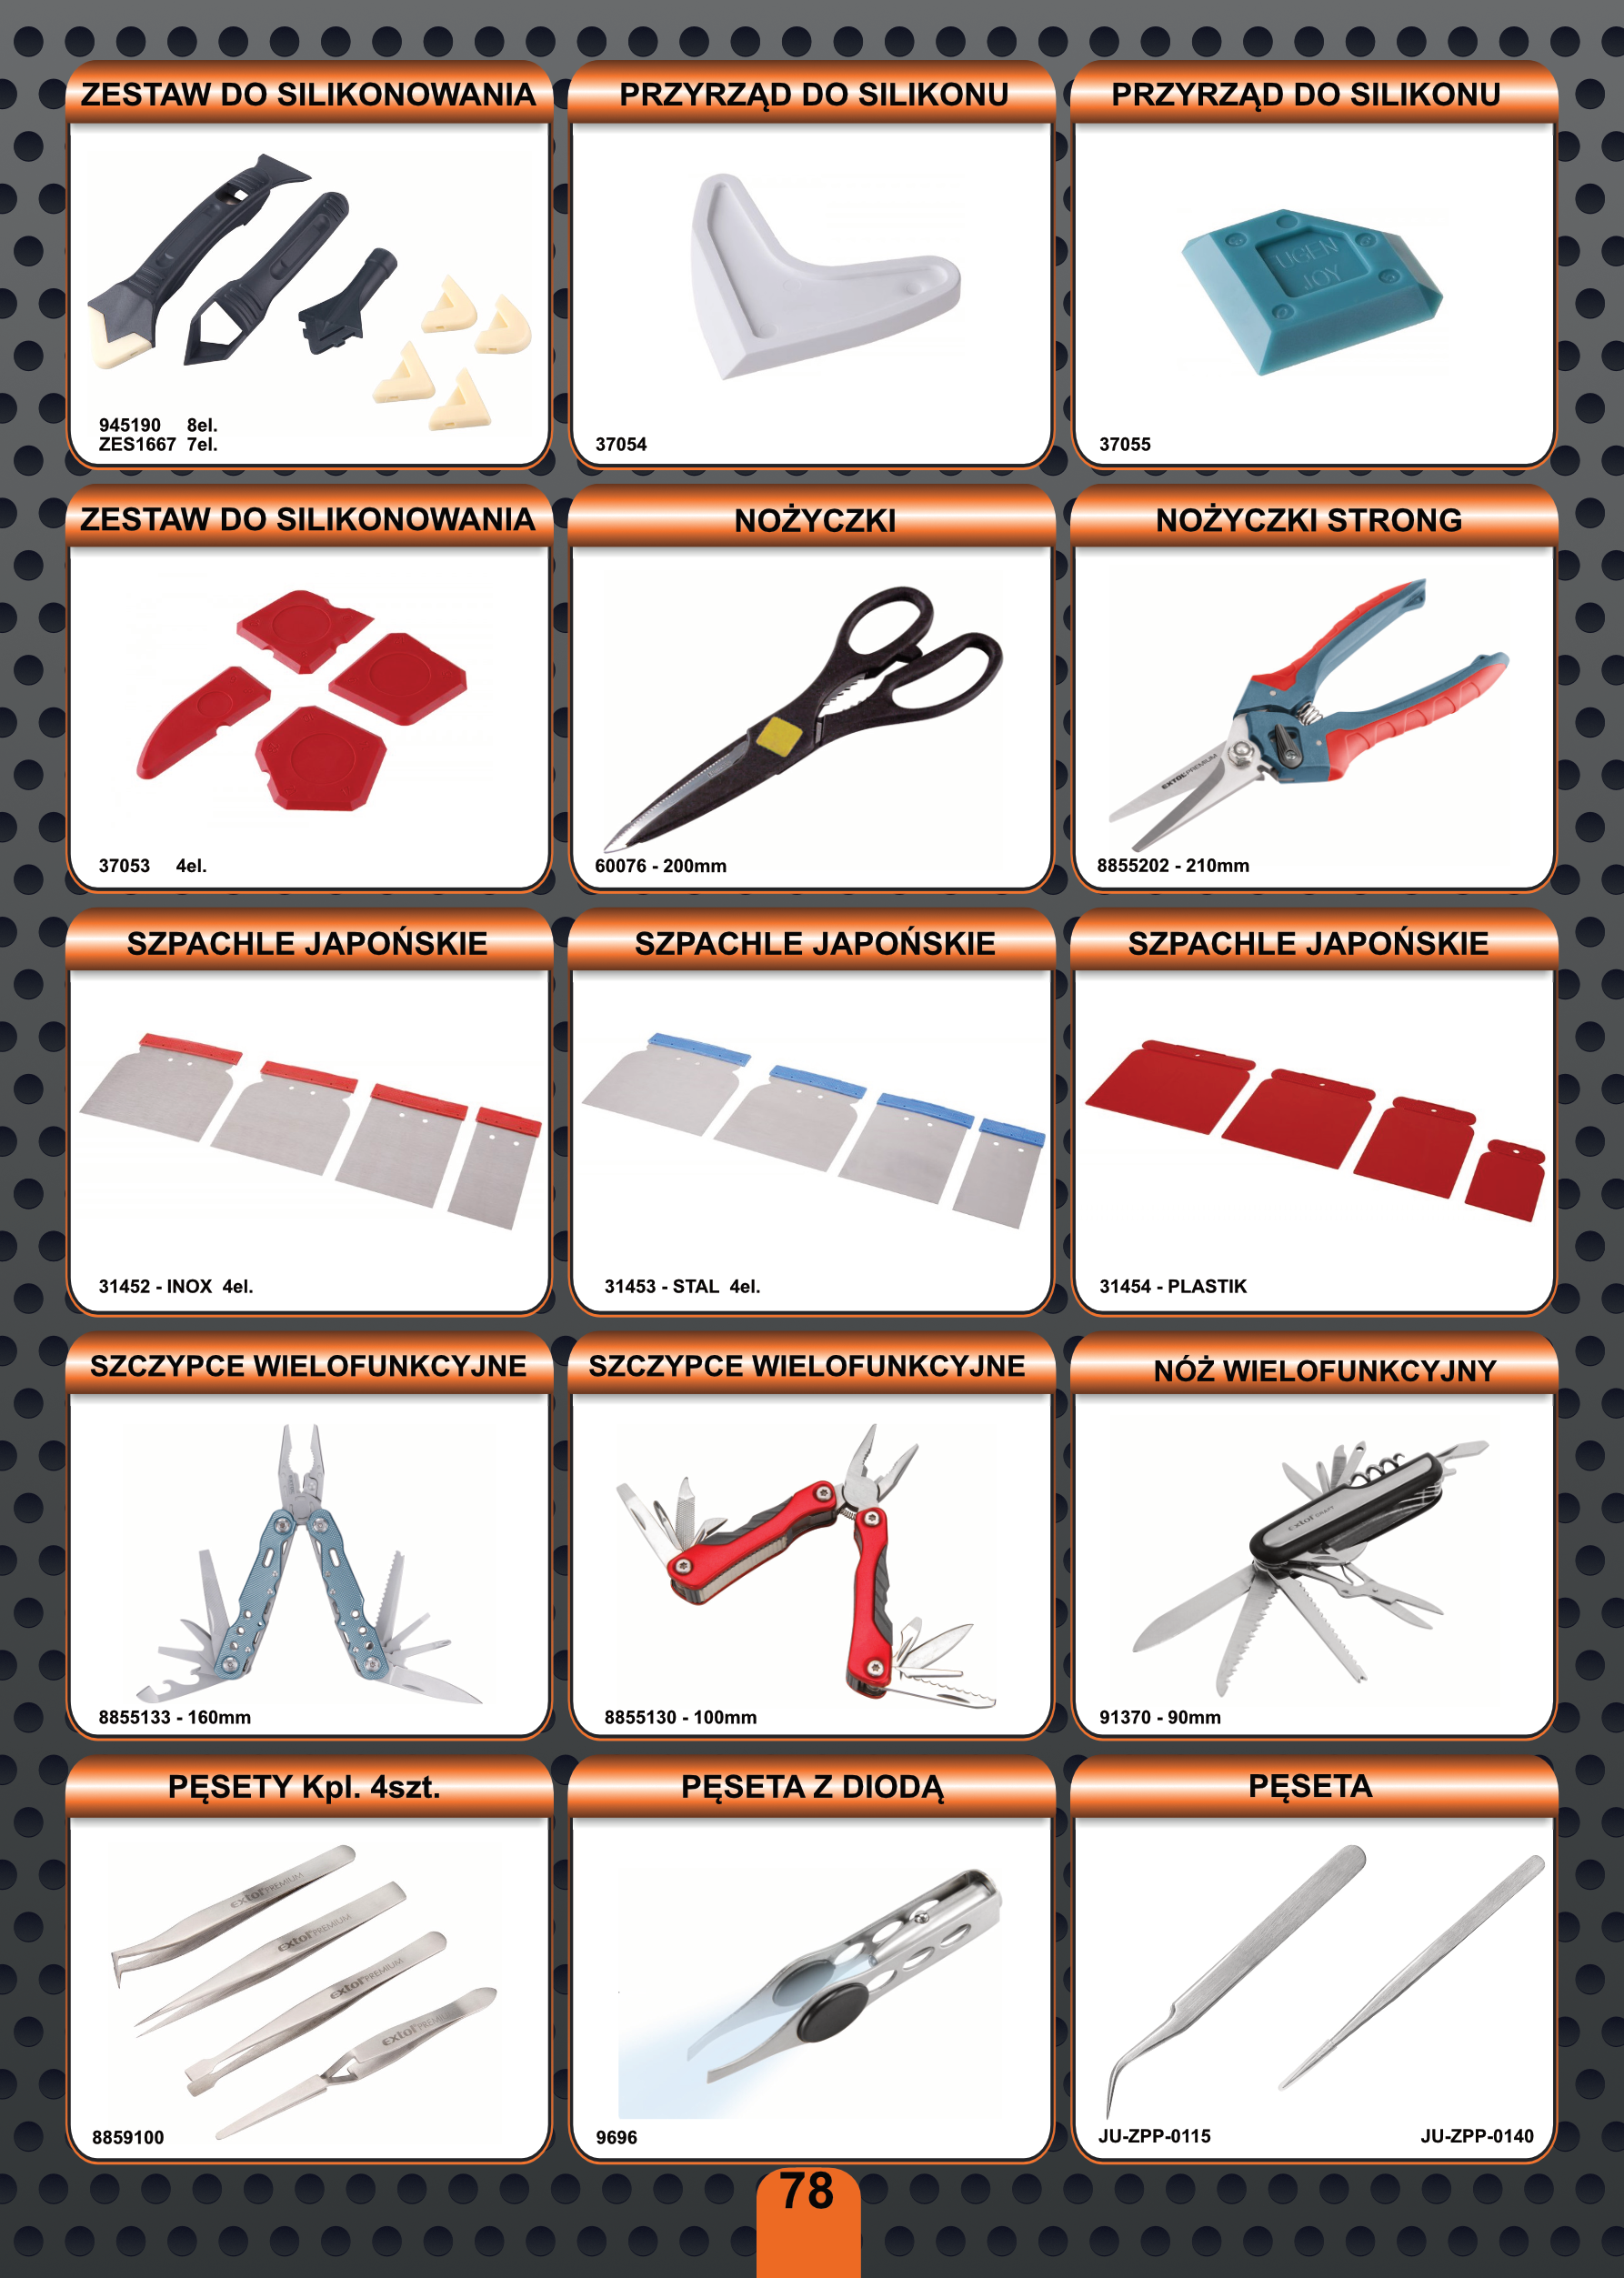 ZESTAW DO SILIKONOWANIA
945190 8el.
ZES1667 7el.
PRZYRZĄD DO SILIKONU
37054
PRZYRZĄD DO SILIKONU
UGEN
JOY
37055
ZESTAW DO SILIKONOWANIA
37053 4el.
NOŻYCZKI
60076 - 200mm
NOŻYCZKI STRONG
EXTOL PREMIUM
8855202 - 210mm
SZPACHLE JAPOŃSKIE
31452 - INOX 4el.
SZPACHLE JAPOŃSKIE
31453 - STAL 4el.
SZPACHLE JAPOŃSKIE
31454 - PLASTIK
SZCZYPCE WIELOFUNKCYJNE
8855133 - 160mm
SZCZYPCE WIELOFUNKCYJNE
8855130 - 100mm
NÓŻ WIELOFUNKCYJNY
extol CRAFT
91370 - 90mm
PĘSETY Kpl. 4szt.
extol PREMIUM
extol PREMIUM
extol PREMIUM
extol PREMIUM
8859100
PĘSETA Z DIODĄ
9696
PĘSETA
JU-ZPP-0115 JU-ZPP-0140
78